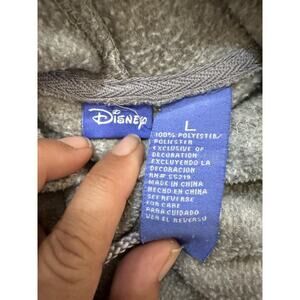 Disney
L
100% POLYESTER/
POLIESTER
EXCLUSIVE OF
DECORATION
EXCLUYENDO LA
DECORACION
RN# 55219
MADE IN CHINA
HECHO EN CHINA
SEE REVERSE
FOR CARE
PARA CUIDADO
VER EL REVERSO